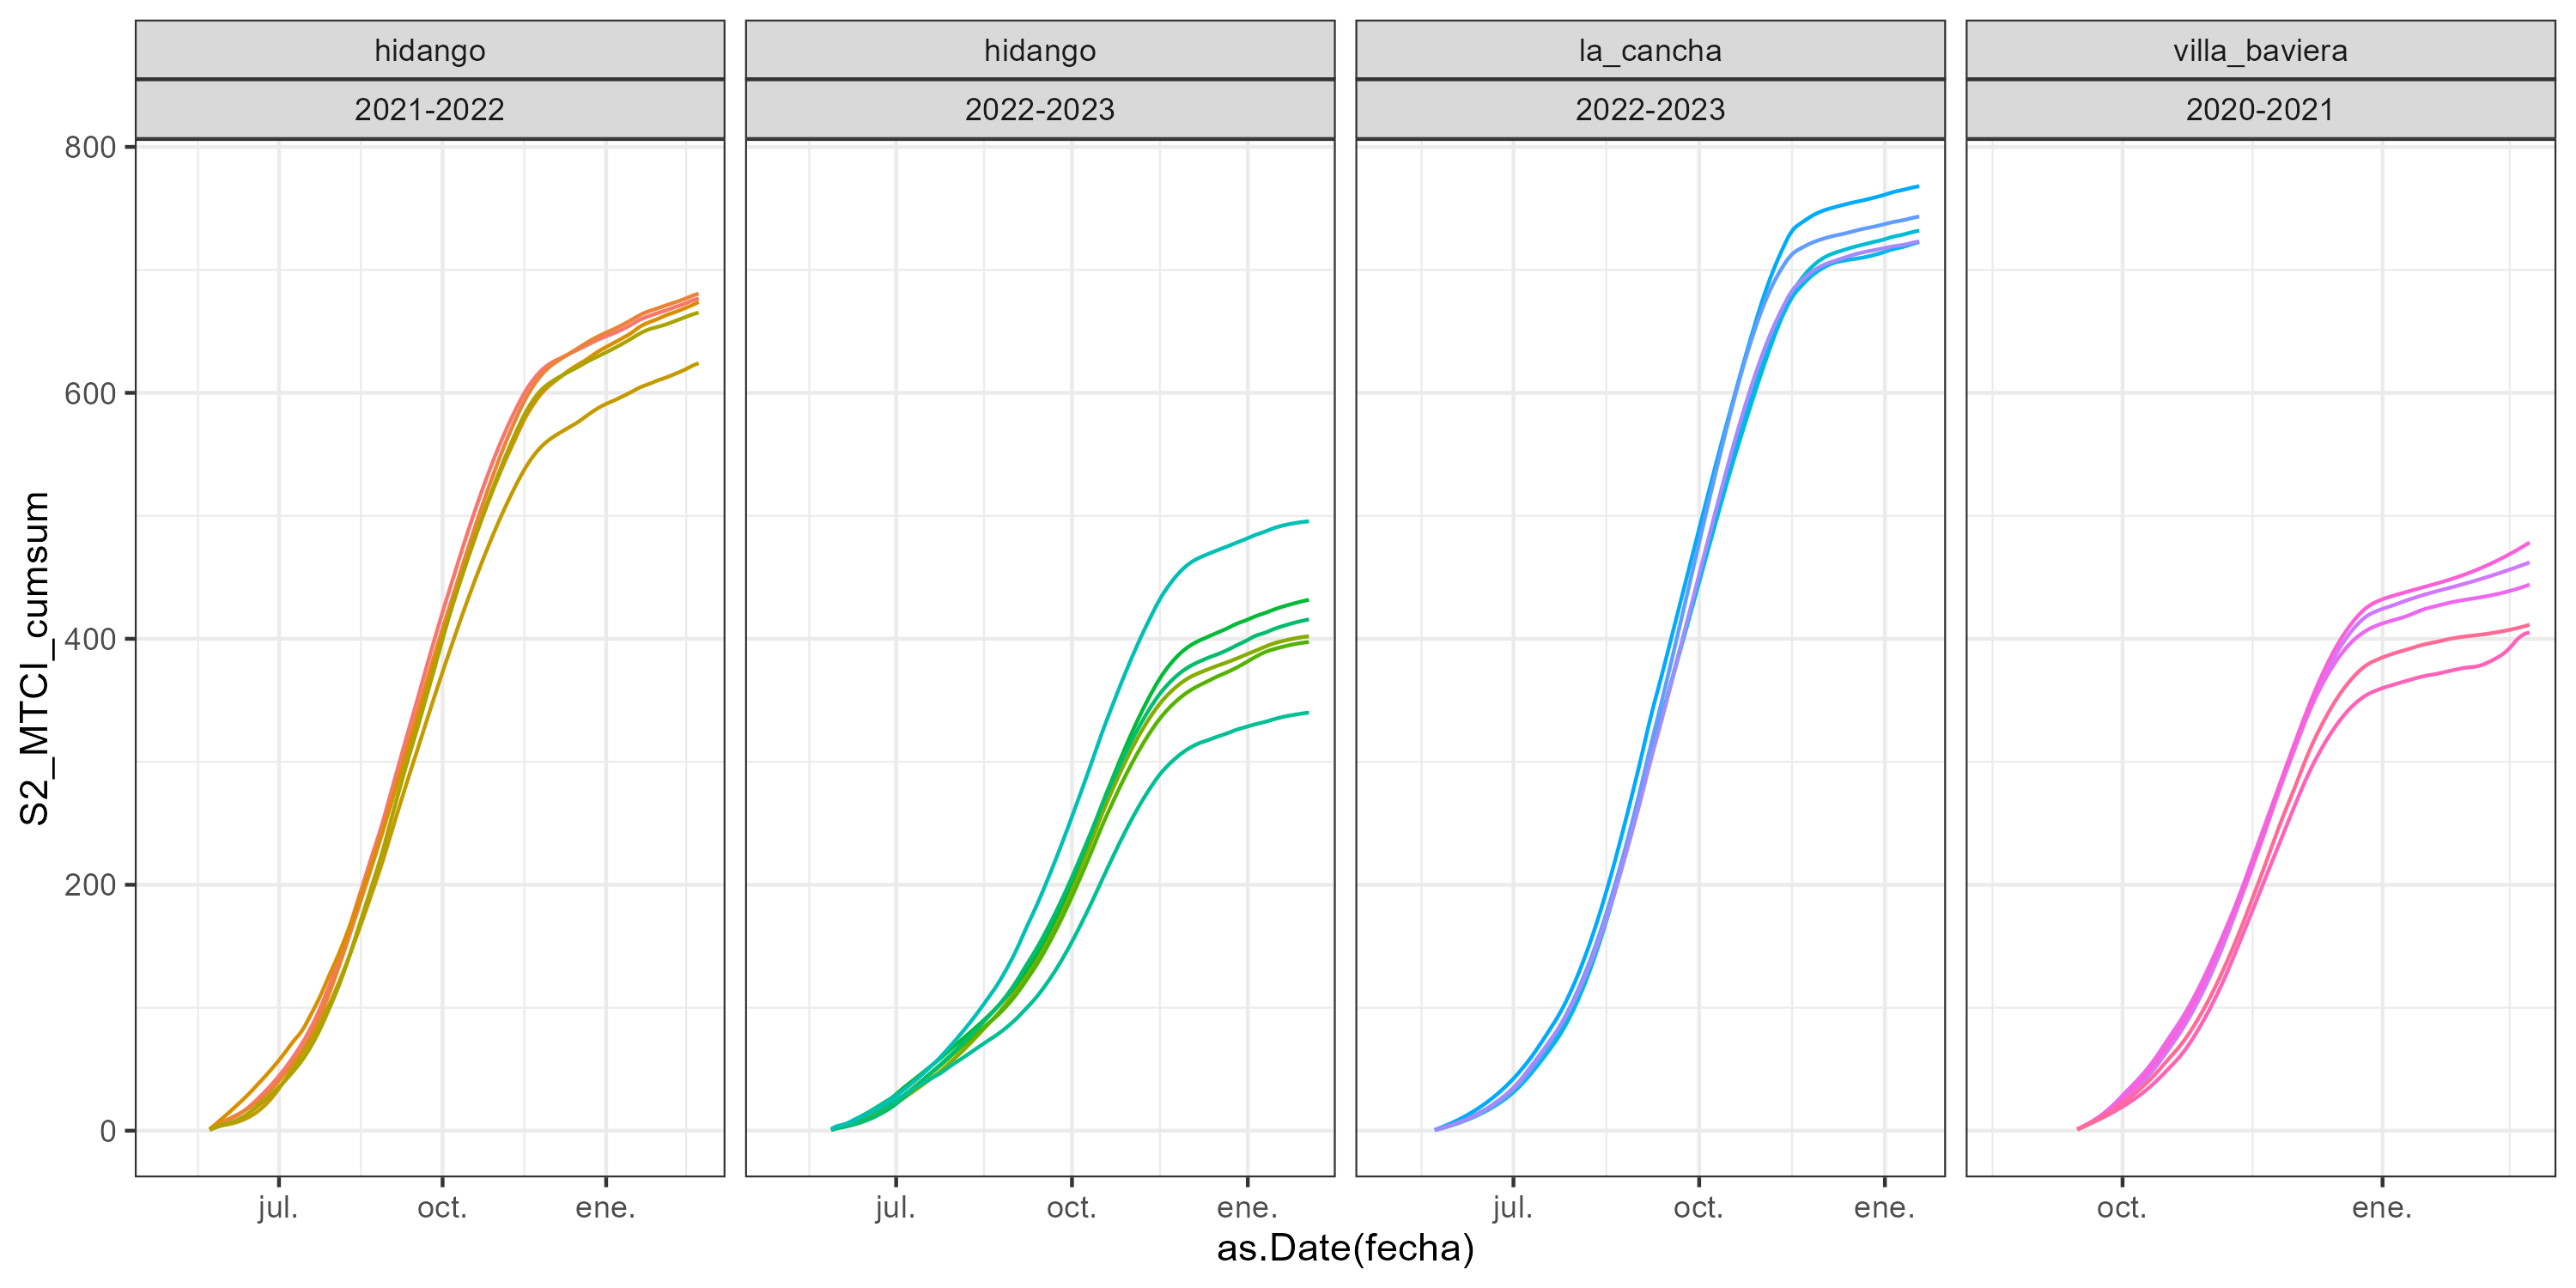 hidango
hidango
la_cancha
villa_baviera
2021-2022
2022-2023
2022-2023
2020-2021
800
600
400
200
0
S2_MTCI_cumsum
jul.
oct.
ene.
jul.
oct.
ene.
jul.
oct.
ene.
oct.
ene.
as.Date(fecha)